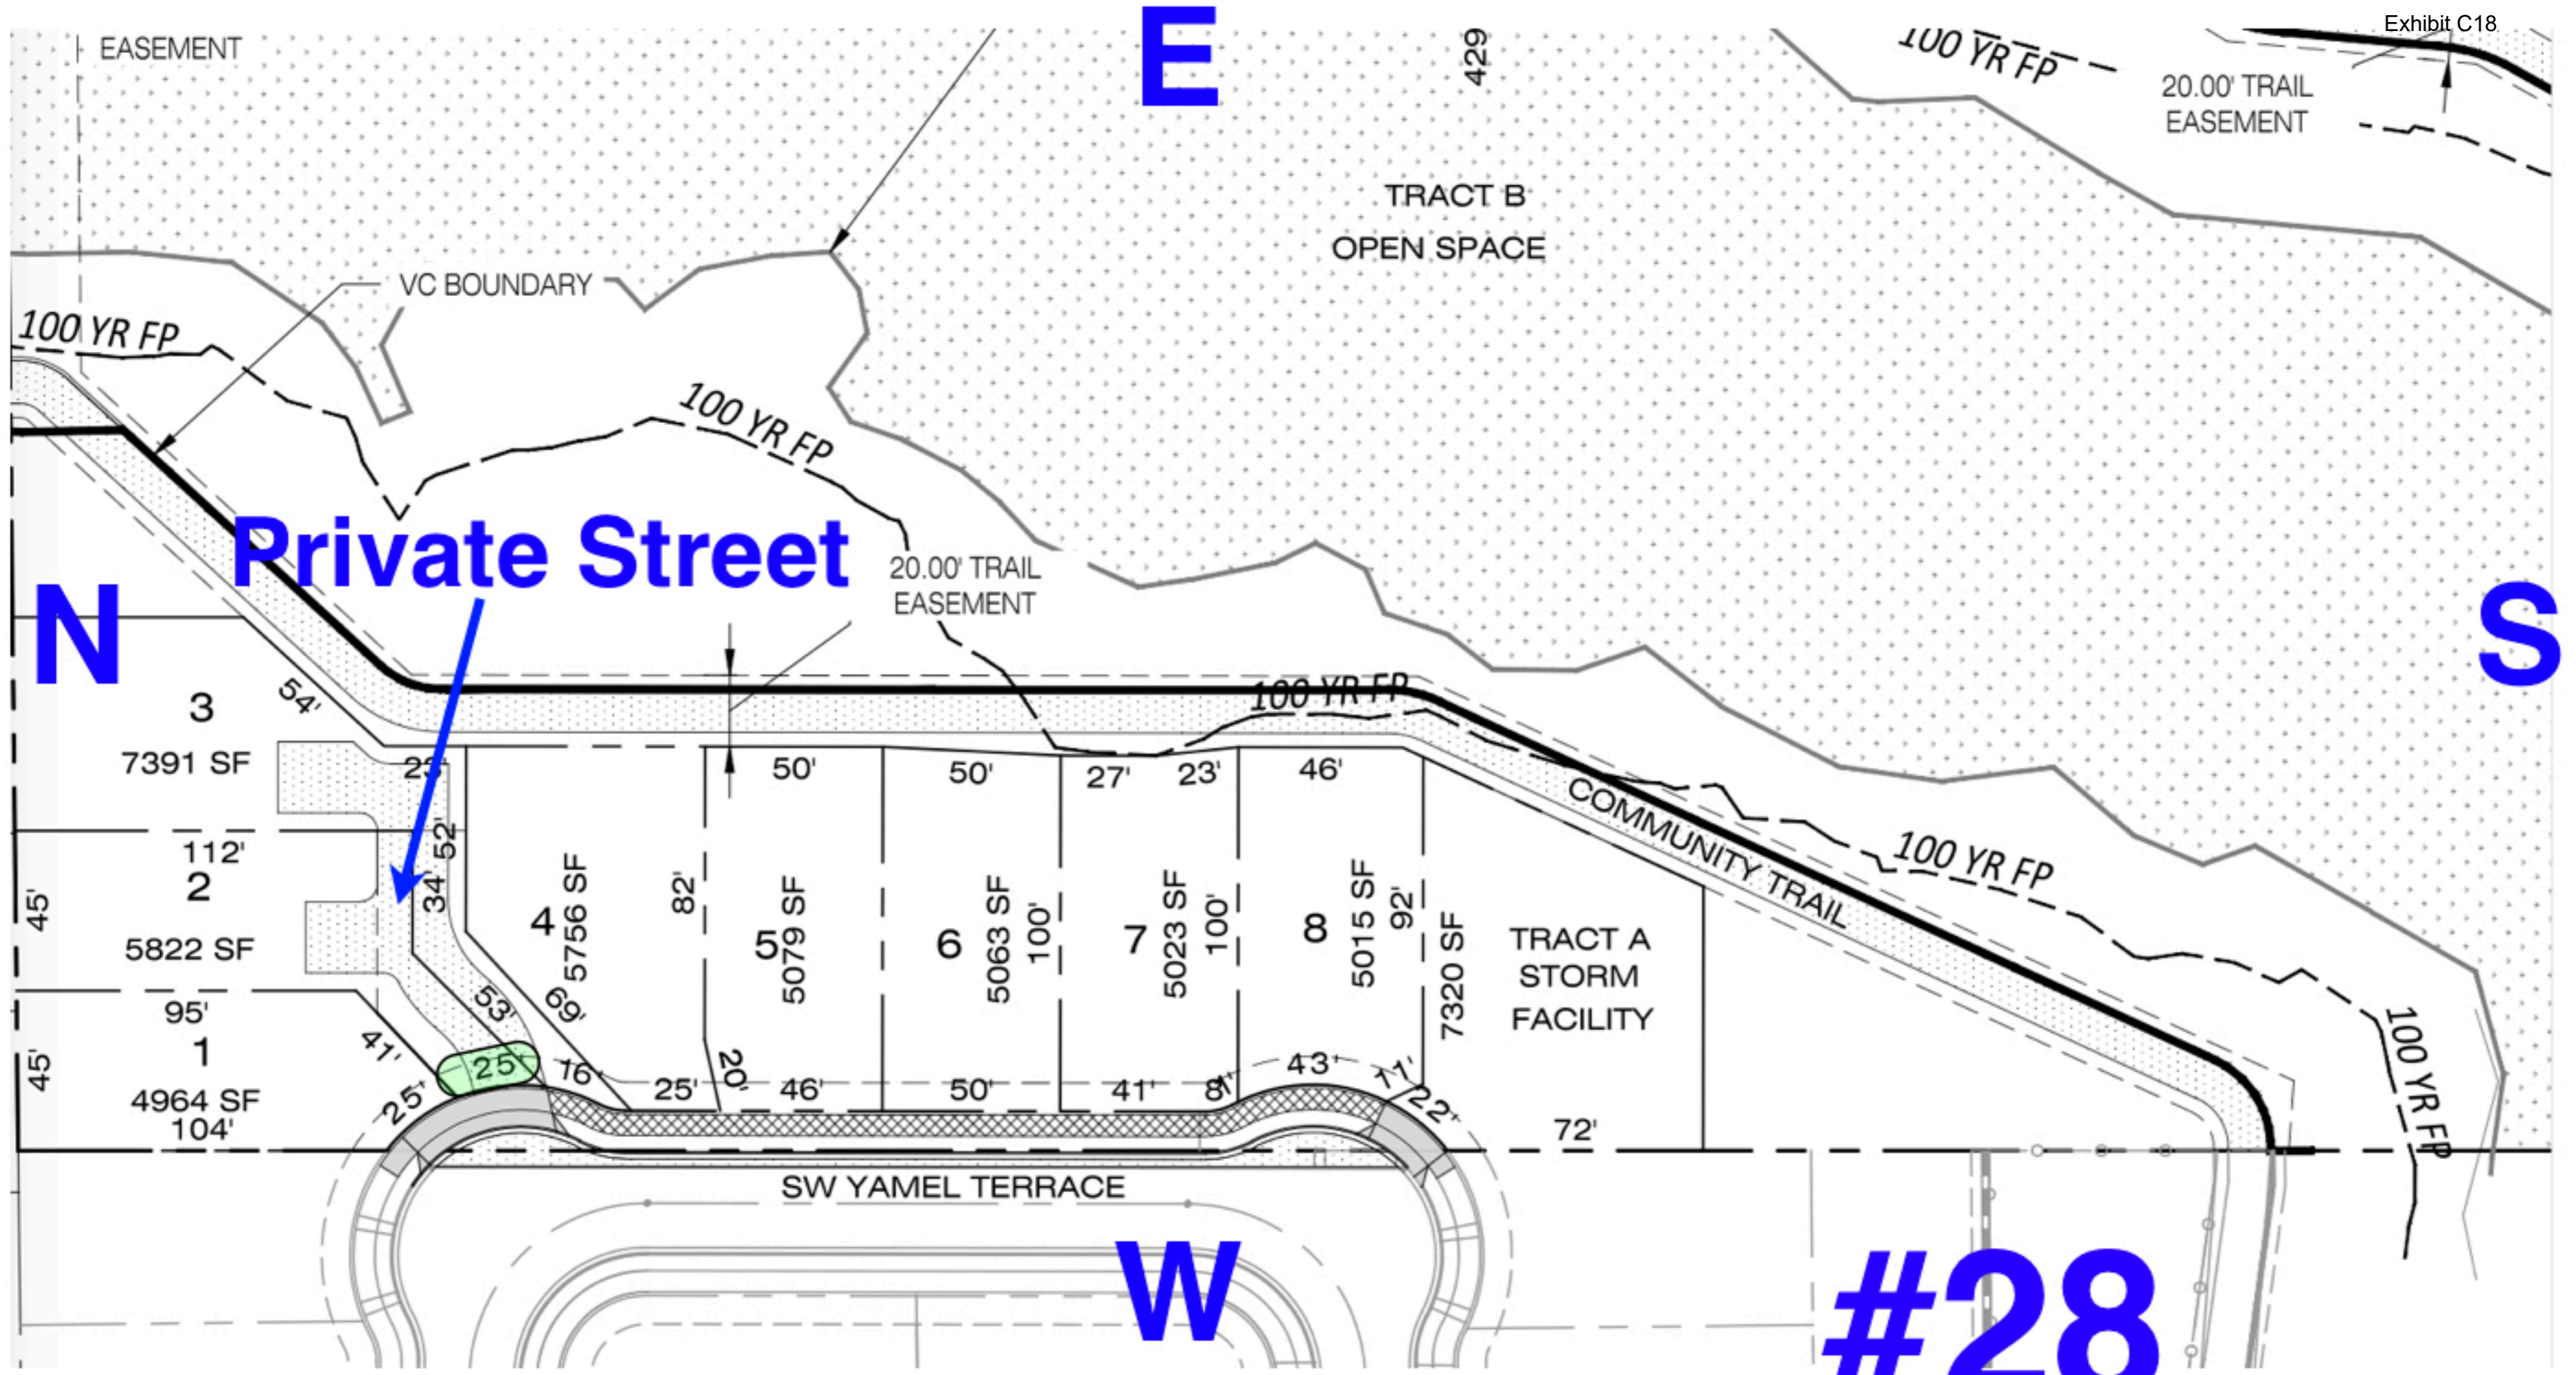 Exhibit C18
EASEMENT
E
429
100 YR FP
20.00' TRAIL
EASEMENT
TRACT B
OPEN SPACE
VC BOUNDARY
100 YR FP
100 YR FP
Private Street
20.00' TRAIL
EASEMENT
N
S
100 YR FP
3
7391 SF
54'
23'
52'
34'
112'
2
5822 SF
45'
95'
1
4964 SF
104'
45'
41'
53'
69'
25'
25'
16'
4
5756 SF
25'
82'
20'
50'
5
5079 SF
46'
50'
6
5063 SF
100'
50'
27'
23'
7
5023 SF
100'
41'
8'
46'
8
5015 SF
92'
43'
11'
22'
7320 SF
TRACT A
STORM
FACILITY
72'
COMMUNITY TRAIL
100 YR FP
100 YR FP
SW YAMEL TERRACE
W
#28